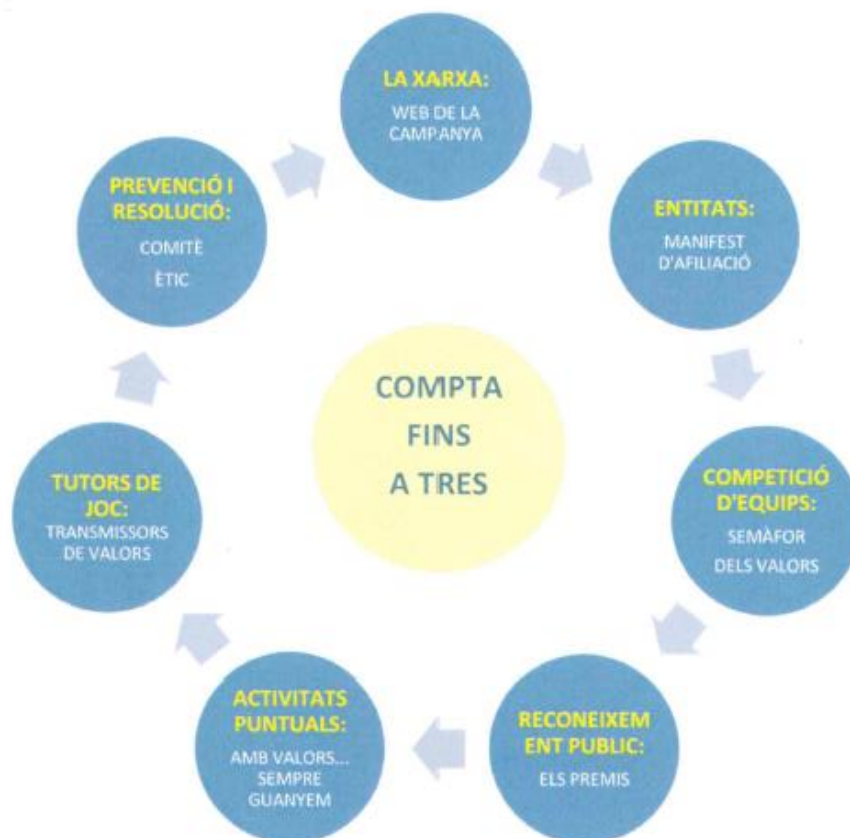 LA XARXA:
WEB DE LA
CAMPANYA
ENTITATS:
MANIFEST
D'AFILIACIÓ
COMPETICIÓ
D'EQUIPS:
SEMÀFOR
DELS VALORS
RECONEIXEM
ENT PUBLIC:
ELS PREMIS
ACTIVITATS
PUNTUALS:
AMB VALORS...
SEMPRE
GUANYEM
TUTORS DE
JOC:
TRANSMISSORS
DE VALORS
PREVENCIÓ I
RESOLUCIÓ:
COMITÈ
ÈTIC
COMPTA
FINS
A TRES